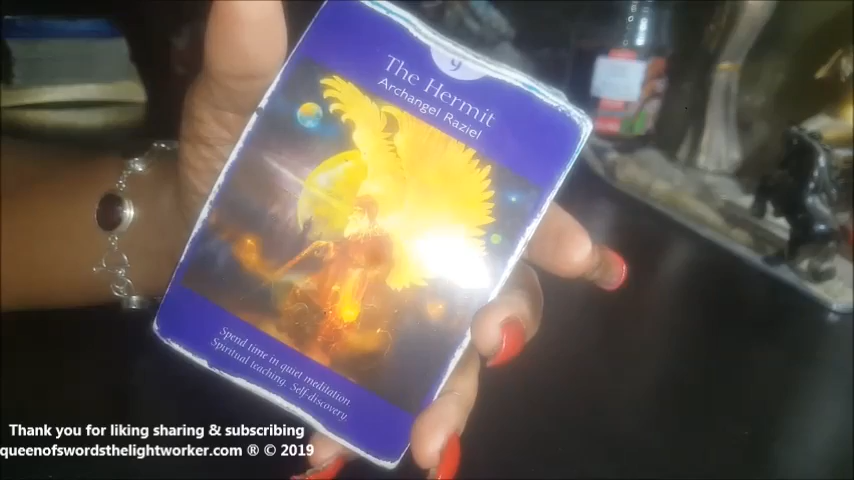 9
The Hermit
Archangel Raziel
Spend time in quiet meditation
Spiritual teaching. Self-discovery.
Thank you for liking sharing & subscribing
queenofswordsthelightworker.com ® © 2019